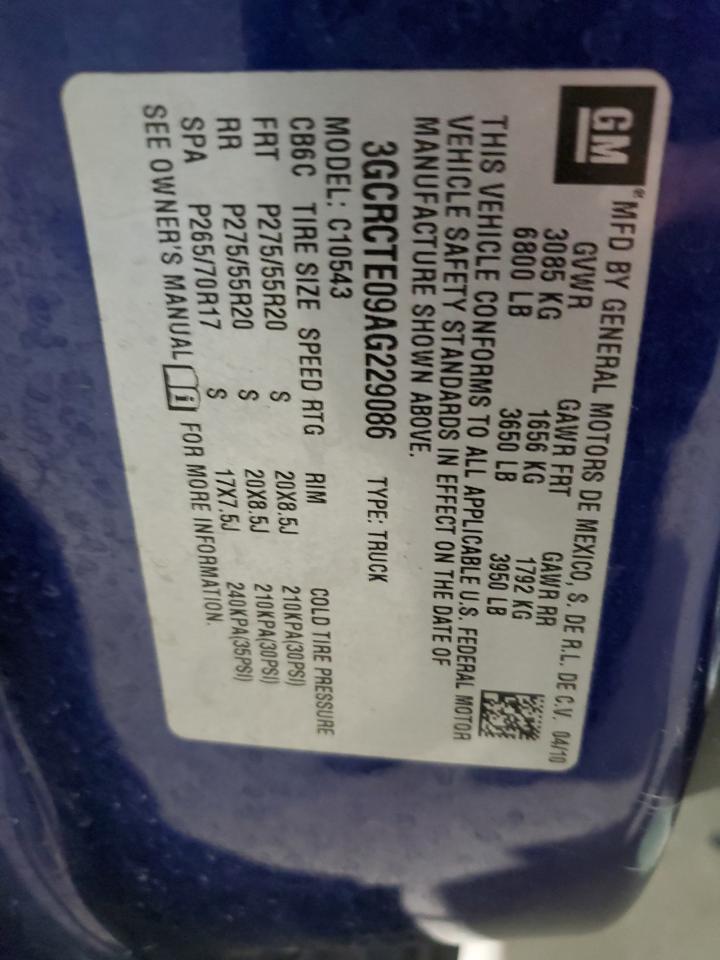 GM
®MFD BY GENERAL MOTORS DE MEXICO, S. DE R.L. DE C.V. 04/10
GVWR GAWR FRT GAWR RR
3085 KG 1656 KG 1792 KG
6800 LB 3650 LB 3950 LB
THIS VEHICLE CONFORMS TO ALL APPLICABLE U.S. FEDERAL MOTOR
VEHICLE SAFETY STANDARDS IN EFFECT ON THE DATE OF
MANUFACTURE SHOWN ABOVE.
3GCRCTE09AG229086 TYPE: TRUCK
MODEL: C10543
CB6C TIRE SIZE SPEED RTG RIM COLD TIRE PRESSURE
FRT P275/55R20 S 20X8.5J 210KPA(30PSI)
RR P275/55R20 S 20X8.5J 210KPA(30PSI)
SPA P265/70R17 S 17X7.5J 240KPA(35PSI)
SEE OWNER'S MANUAL i FOR MORE INFORMATION.